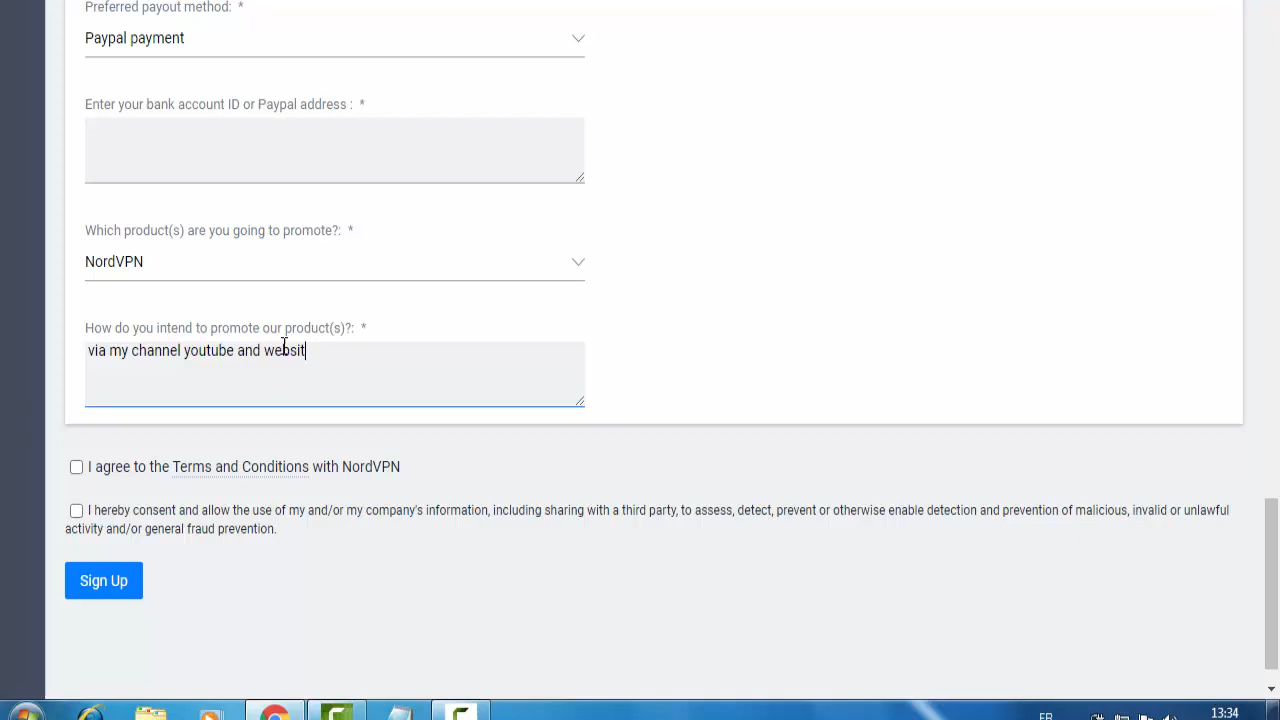 Preferred payout method: *
Paypal payment
Enter your bank account ID or Paypal address : *
Which product(s) are you going to promote?: *
NordVPN
How do you intend to promote our product(s)?: *
via my channel youtube and websit
I agree to the Terms and Conditions with NordVPN
I hereby consent and allow the use of my and/or my company's information, including sharing with a third party, to assess, detect, prevent or otherwise enable detection and prevention of malicious, invalid or unlawful
activity and/or general fraud prevention.
Sign Up
FR
13:34